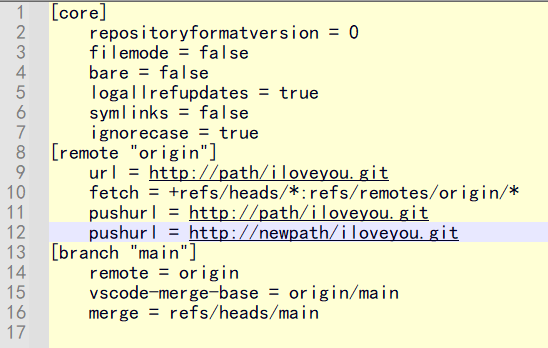 1 [core]
2 repositoryformatversion = 0
3 filemode = false
4 bare = false
5 logallrefupdates = true
6 symlinks = false
7 ignorecase = true
8 [remote "origin"]
9 url = http://path/iloveyou.git
10 fetch = +refs/heads/*:refs/remotes/origin/*
11 pushurl = http://path/iloveyou.git
12 pushurl = http://newpath/iloveyou.git
13 [branch "main"]
14 remote = origin
15 vscode-merge-base = origin/main
16 merge = refs/heads/main
17